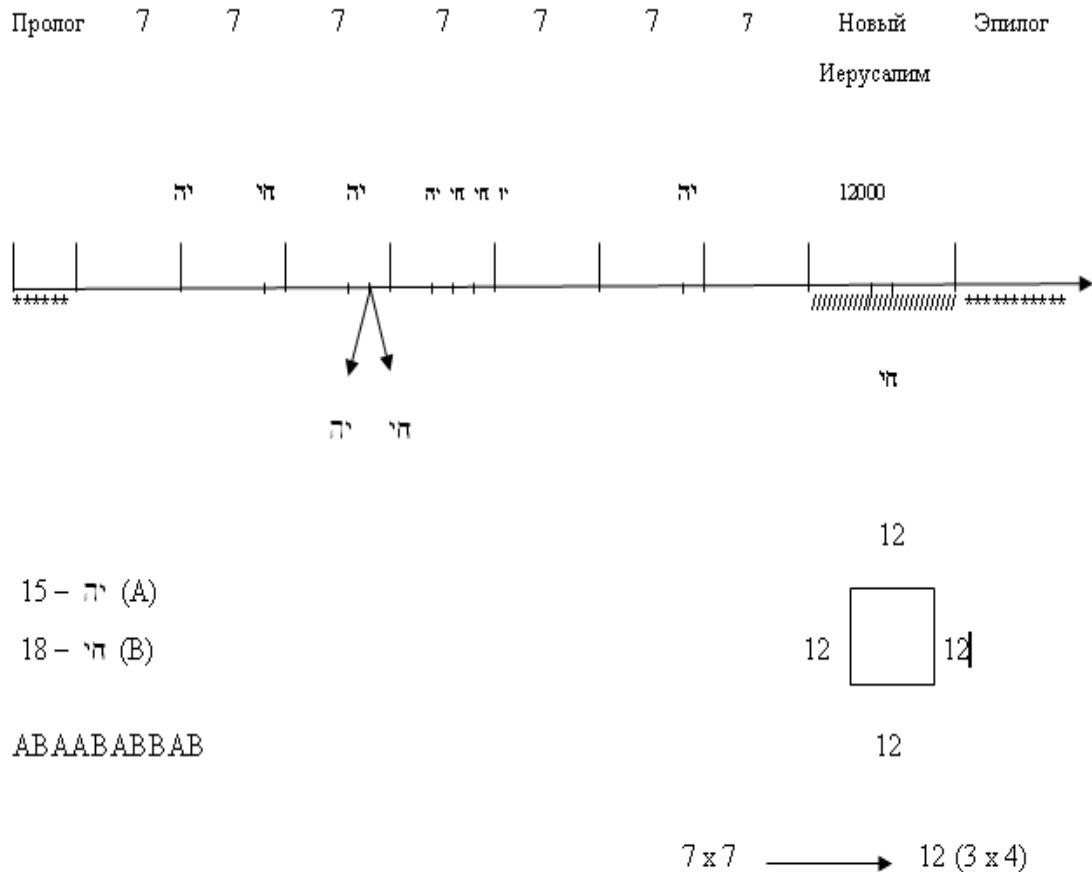 Пролог 7 7 7 7 7 7 7 Новый Эпилог
Иерусалим
יה חי יה יה חי חי יו יה 12000
****** //////////////////////////// ***********
חי
יה חי
12
15 – יה (A)
18 – חי (B) 12 12
ABAABABBAB 12
7 x 7 12 (3 x 4)